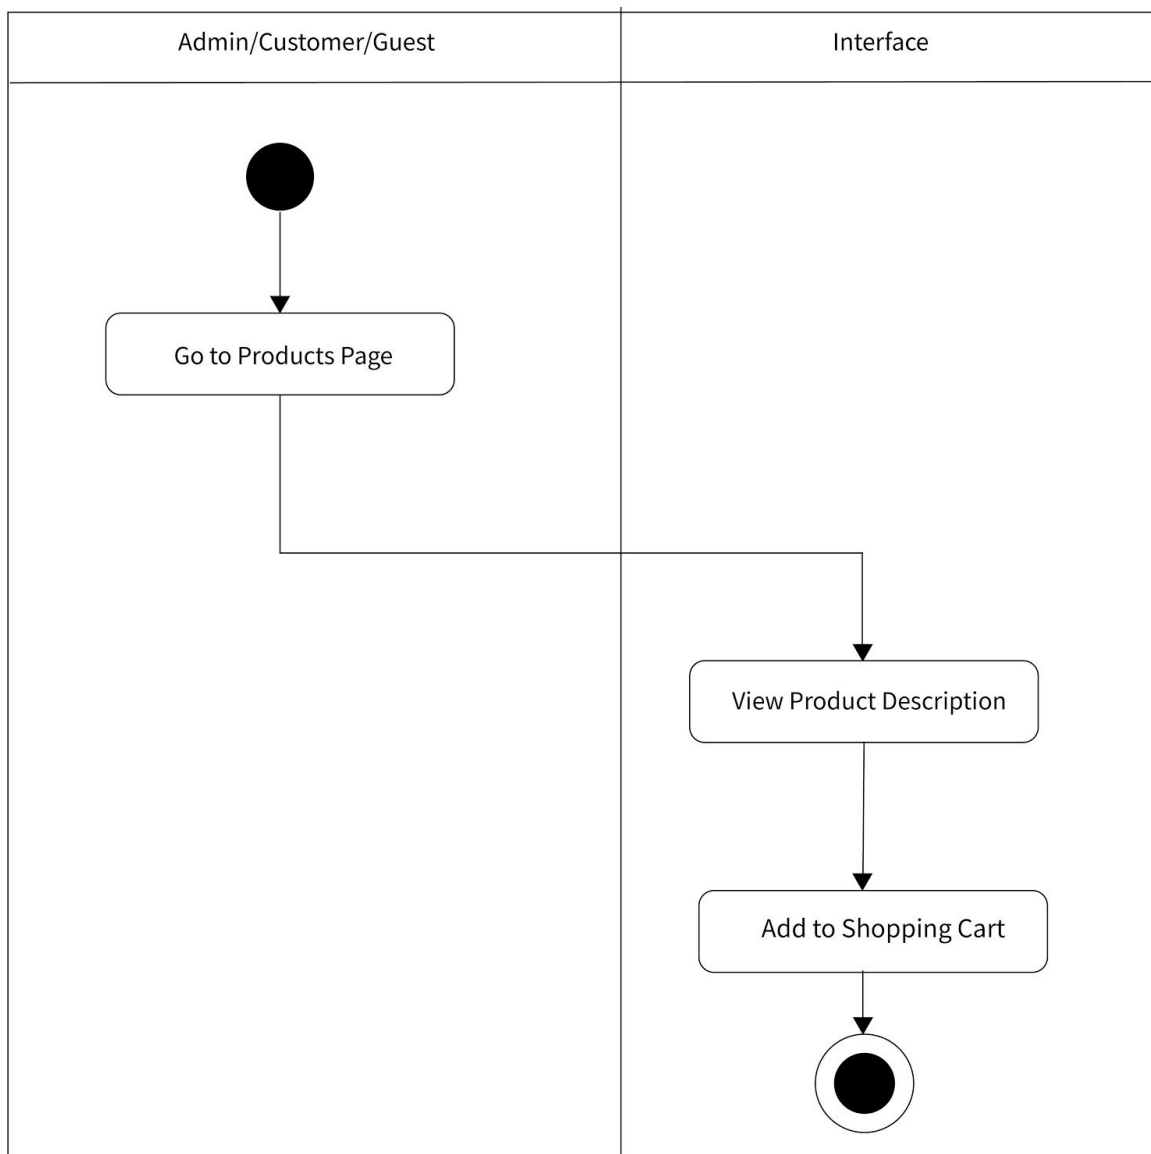 Admin/Customer/Guest
Interface
Go to Products Page
View Product Description
Add to Shopping Cart